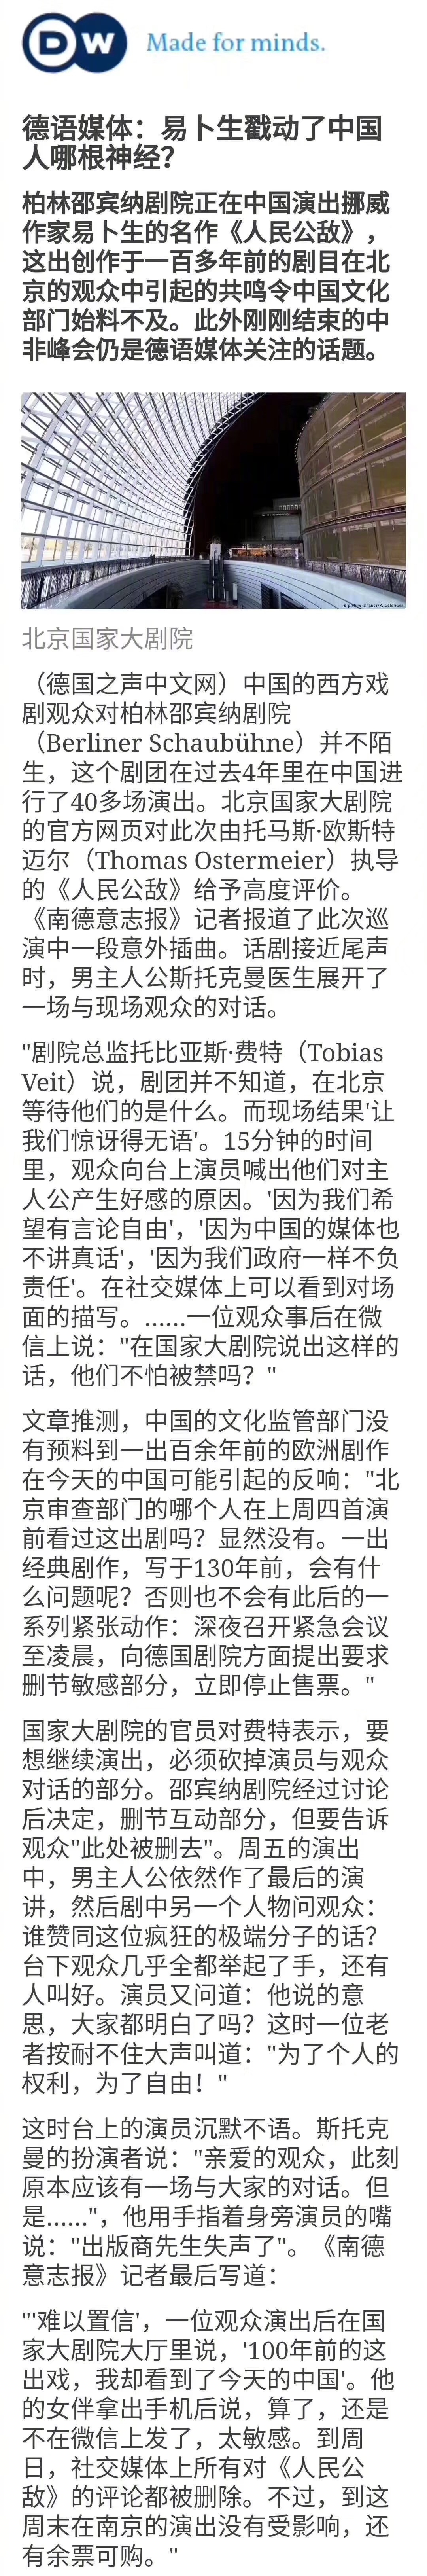 DW Made for minds.
德语媒体：易卜生戳动了中国
人哪根神经？
柏林邵宾纳剧院正在中国演出挪威
作家易卜生的名作《人民公敌》，
这出创作于一百多年前的剧目在北
京的观众中引起的共鸣令中国文化
部门始料不及。此外刚刚结束的中
非峰会仍是德语媒体关注的话题。
北京国家大剧院
（德国之声中文网）中国的西方戏
剧观众对柏林邵宾纳剧院
（Berliner Schaubühne）并不陌
生，这个剧团在过去4年里在中国进
行了40多场演出。北京国家大剧院
的官方网页对此次由托马斯·欧斯特
迈尔（Thomas Ostermeier）执导
的《人民公敌》给予高度评价。
《南德意志报》记者报道了此次巡
演中一段意外插曲。话剧接近尾声
时，男主人公斯托克曼医生展开了
一场与现场观众的对话。
"剧院总监托比亚斯·费特（Tobias
Veit）说，剧团并不知道，在北京
等待他们的是什么。而现场结果'让
我们惊讶得无语'。15分钟的时间
里，观众向台上演员喊出他们对主
人公产生好感的原因。'因为我们希
望有言论自由'，'因为中国的媒体也
不讲真话'，'因为我们政府一样不负
责任'。在社交媒体上可以看到对场
面的描写。……一位观众事后在微
信上说："在国家大剧院说出这样的
话，他们不怕被禁吗？"
文章推测，中国的文化监管部门没
有预料到一出百余年前的欧洲剧作
在今天的中国可能引起的反响："北
京审查部门的哪个人在上周四首演
前看过这出剧吗？显然没有。一出
经典剧作，写于130年前，会有什
么问题呢？否则也不会有此后的一
系列紧张动作：深夜召开紧急会议
至凌晨，向德国剧院方面提出要求
删节敏感部分，立即停止售票。"
国家大剧院的官员对费特表示，要
想继续演出，必须砍掉演员与观众
对话的部分。邵宾纳剧院经过讨论
后决定，删节互动部分，但要告诉
观众"此处被删去"。周五的演出
中，男主人公依然作了最后的演
讲，然后剧中另一个人物问观众：
谁赞同这位疯狂的极端分子的话？
台下观众几乎全都举起了手，还有
人叫好。演员又问道：他说的意
思，大家都明白了吗？这时一位老
者按耐不住大声叫道："为了个人的
权利，为了自由！"
这时台上的演员沉默不语。斯托克
曼的扮演者说："亲爱的观众，此刻
原本应该有一场与大家的对话。但
是……"，他用手指着身旁演员的嘴
说："出版商先生失声了"。《南德
意志报》记者最后写道：
"'难以置信'，一位观众演出后在国
家大剧院大厅里说，'100年前的这
出戏，我却看到了今天的中国'。他
的女伴拿出手机后说，算了，还是
不在微信上发了，太敏感。到周
日，社交媒体上所有对《人民公
敌》的评论都被删除。不过，到这
周末在南京的演出没有受影响，还
有余票可购。"